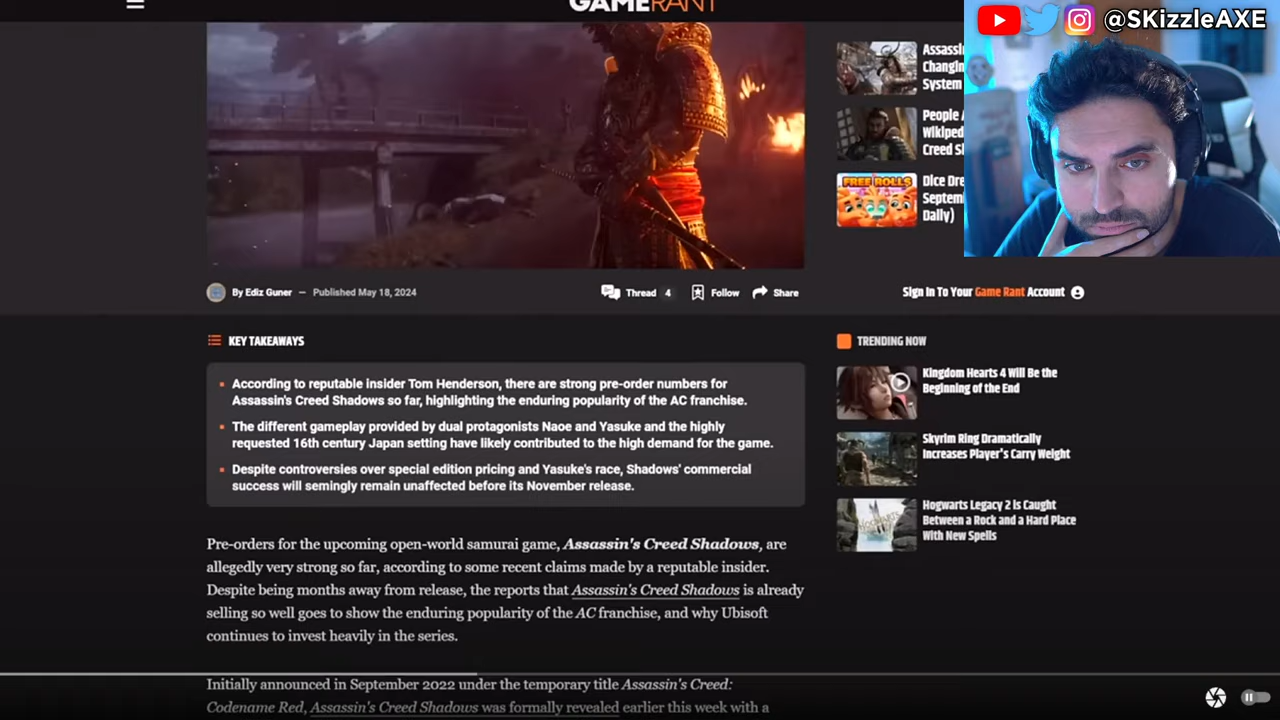 GAMERANT
@SKizzleAXE
Assassin
Changin
System
People A
Wikiped
Creed Sh
FREE ROLLS
Dice Dre
Septem
Daily)
By Ediz Guner — Published May 18, 2024
Thread 4
Follow
Share
Sign In To Your Game Rant Account
KEY TAKEAWAYS
According to reputable insider Tom Henderson, there are strong pre-order numbers for
Assassin's Creed Shadows so far, highlighting the enduring popularity of the AC franchise.
The different gameplay provided by dual protagonists Naoe and Yasuke and the highly
requested 16th century Japan setting have likely contributed to the high demand for the game.
Despite controversies over special edition pricing and Yasuke's race, Shadows' commercial
success will semingly remain unaffected before its November release.
TRENDING NOW
Kingdom Hearts 4 Will Be the
Beginning of the End
Skyrim Ring Dramatically
Increases Player's Carry Weight
Hogwarts Legacy 2 is Caught
Between a Rock and a Hard Place
With New Spells
Pre-orders for the upcoming open-world samurai game, Assassin's Creed Shadows, are
allegedly very strong so far, according to some recent claims made by a reputable insider.
Despite being months away from release, the reports that Assassin's Creed Shadows is already
selling so well goes to show the enduring popularity of the AC franchise, and why Ubisoft
continues to invest heavily in the series.
Initially announced in September 2022 under the temporary title Assassin's Creed:
Codename Red, Assassin's Creed Shadows was formally revealed earlier this week with a